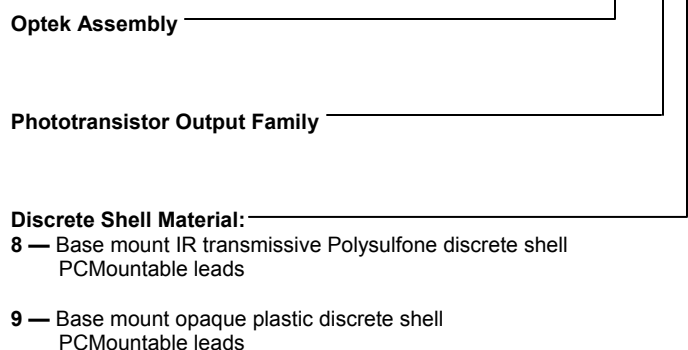 Optek Assembly
Phototransistor Output Family
Discrete Shell Material:
8 — Base mount IR transmissive Polysulfone discrete shell
PCMountable leads
9 — Base mount opaque plastic discrete shell
PCMountable leads